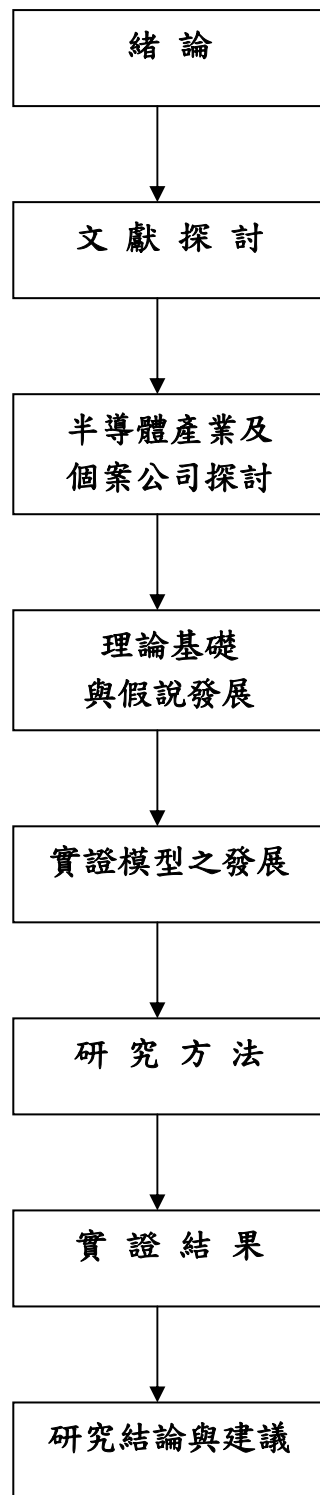 緒 論
文 獻 探 討
半導體產業及
個案公司探討
理論基礎
與假說發展
實證模型之發展
研 究 方 法
實 證 結 果
研究結論與建議